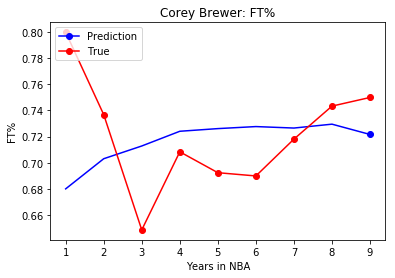 Corey Brewer: FT%
Prediction
True
FT%
0.80
0.78
0.76
0.74
0.72
0.70
0.68
0.66
1 2 3 4 5 6 7 8 9
Years in NBA